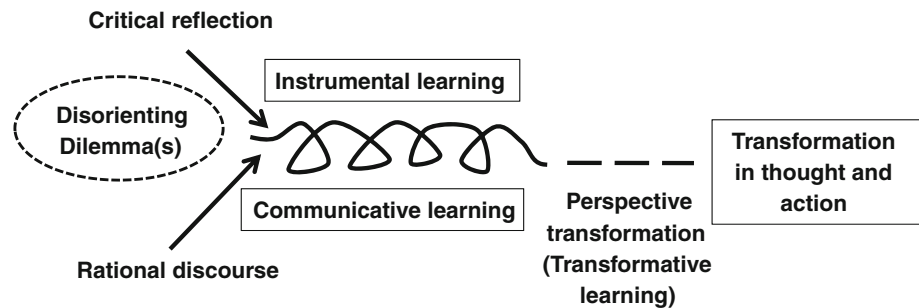 Critical reflection
Instrumental learning
Disorienting
Dilemma(s)
Communicative learning
Rational discourse
Perspective
transformation
(Transformative
learning)
Transformation
in thought and
action